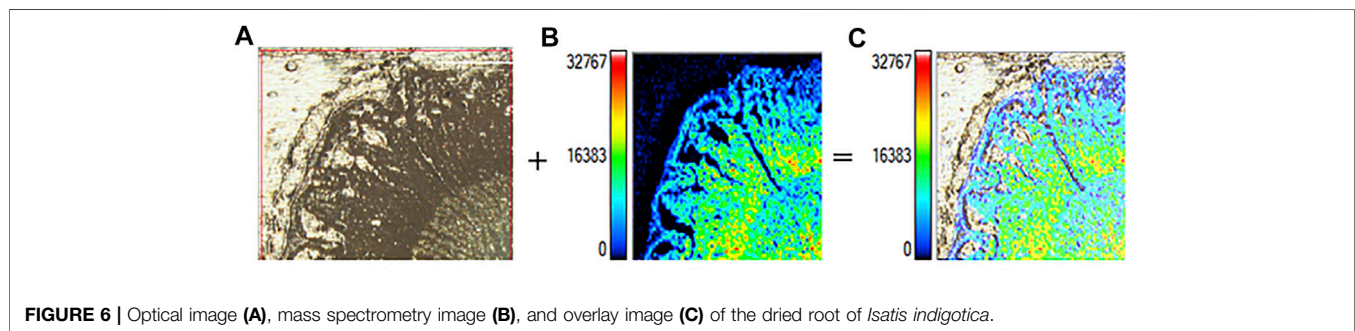 A
B
C
32767
16383
0
+
32767
16383
0
=
FIGURE 6 | Optical image (A), mass spectrometry image (B), and overlay image (C) of the dried root of Isatis indigotica.